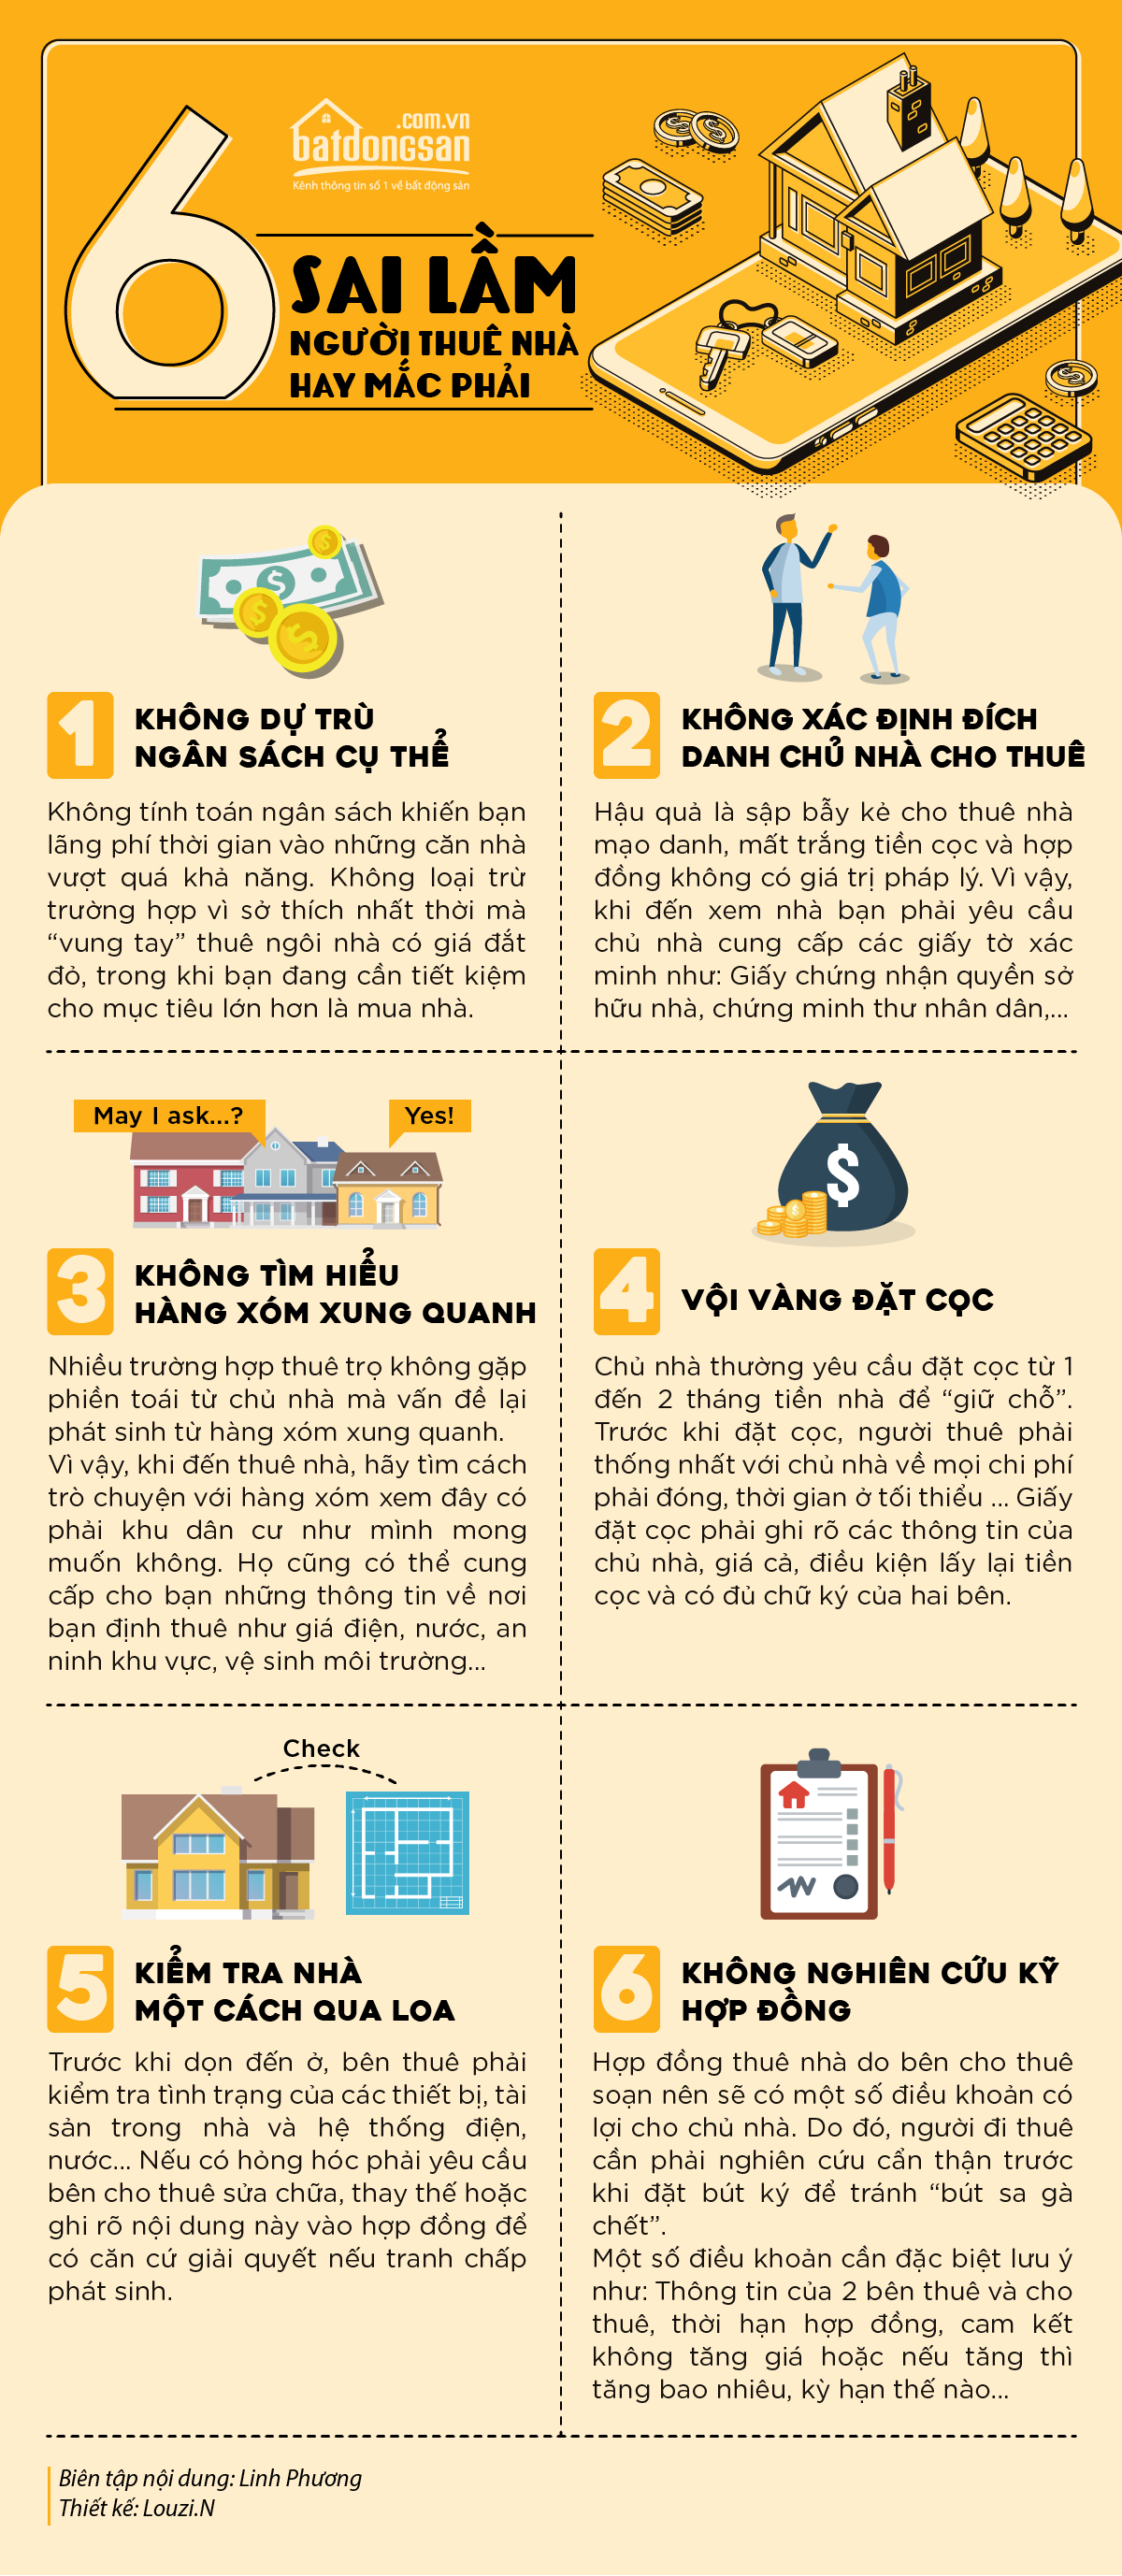 6
.com.vn
batdongsan
Kênh thông tin số 1 về bất động sản
SAI LẦM
NGƯỜI THUÊ NHÀ
HAY MẮC PHẢI
1
KHÔNG DỰ TRÙ
NGÂN SÁCH CỤ THỂ
Không tính toán ngân sách khiến bạn
lãng phí thời gian vào những căn nhà
vượt quá khả năng. Không loại trừ
trường hợp vì sở thích nhất thời mà
“vung tay” thuê ngôi nhà có giá đắt
đỏ, trong khi bạn đang cần tiết kiệm
cho mục tiêu lớn hơn là mua nhà.
2
KHÔNG XÁC ĐỊNH ĐÍCH
DANH CHỦ NHÀ CHO THUÊ
Hậu quả là sập bẫy kẻ cho thuê nhà
mạo danh, mất trắng tiền cọc và hợp
đồng không có giá trị pháp lý. Vì vậy,
khi đến xem nhà bạn phải yêu cầu
chủ nhà cung cấp các giấy tờ xác
minh như: Giấy chứng nhận quyền sở
hữu nhà, chứng minh thư nhân dân,...
May I ask...?
Yes!
3
KHÔNG TÌM HIỂU
HÀNG XÓM XUNG QUANH
Nhiều trường hợp thuê trọ không gặp
phiền toái từ chủ nhà mà vấn đề lại
phát sinh từ hàng xóm xung quanh.
Vì vậy, khi đến thuê nhà, hãy tìm cách
trò chuyện với hàng xóm xem đây có
phải khu dân cư như mình mong
muốn không. Họ cũng có thể cung
cấp cho bạn những thông tin về nơi
bạn định thuê như giá điện, nước, an
ninh khu vực, vệ sinh môi trường...
$
4
VỘI VÀNG ĐẶT CỌC
Chủ nhà thường yêu cầu đặt cọc từ 1
đến 2 tháng tiền nhà để “giữ chỗ”.
Trước khi đặt cọc, người thuê phải
thống nhất với chủ nhà về mọi chi phí
phải đóng, thời gian ở tối thiểu ... Giấy
đặt cọc phải ghi rõ các thông tin của
chủ nhà, giá cả, điều kiện lấy lại tiền
cọc và có đủ chữ ký của hai bên.
Check
5
KIỂM TRA NHÀ
MỘT CÁCH QUA LOA
Trước khi dọn đến ở, bên thuê phải
kiểm tra tình trạng của các thiết bị, tài
sản trong nhà và hệ thống điện,
nước... Nếu có hỏng hóc phải yêu cầu
bên cho thuê sửa chữa, thay thế hoặc
ghi rõ nội dung này vào hợp đồng để
có căn cứ giải quyết nếu tranh chấp
phát sinh.
6
KHÔNG NGHIÊN CỨU KỸ
HỢP ĐỒNG
Hợp đồng thuê nhà do bên cho thuê
soạn nên sẽ có một số điều khoản có
lợi cho chủ nhà. Do đó, người đi thuê
cần phải nghiên cứu cẩn thận trước
khi đặt bút ký để tránh “bút sa gà
chết”.
Một số điều khoản cần đặc biệt lưu ý
như: Thông tin của 2 bên thuê và cho
thuê, thời hạn hợp đồng, cam kết
không tăng giá hoặc nếu tăng thì
tăng bao nhiêu, kỳ hạn thế nào...
Biên tập nội dung: Linh Phương
Thiết kế: Louzi.N